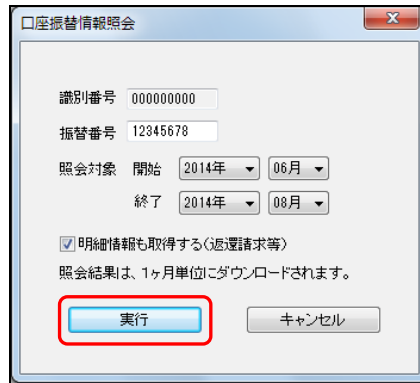 口座振替情報照会
識別番号 000000000
振替番号 12345678
照会対象 開始 2014年 06月
終了 2014年 08月
明細情報も取得する(返還請求等)
照会結果は、1ヶ月単位にダウンロードされます。
実行 キャンセル